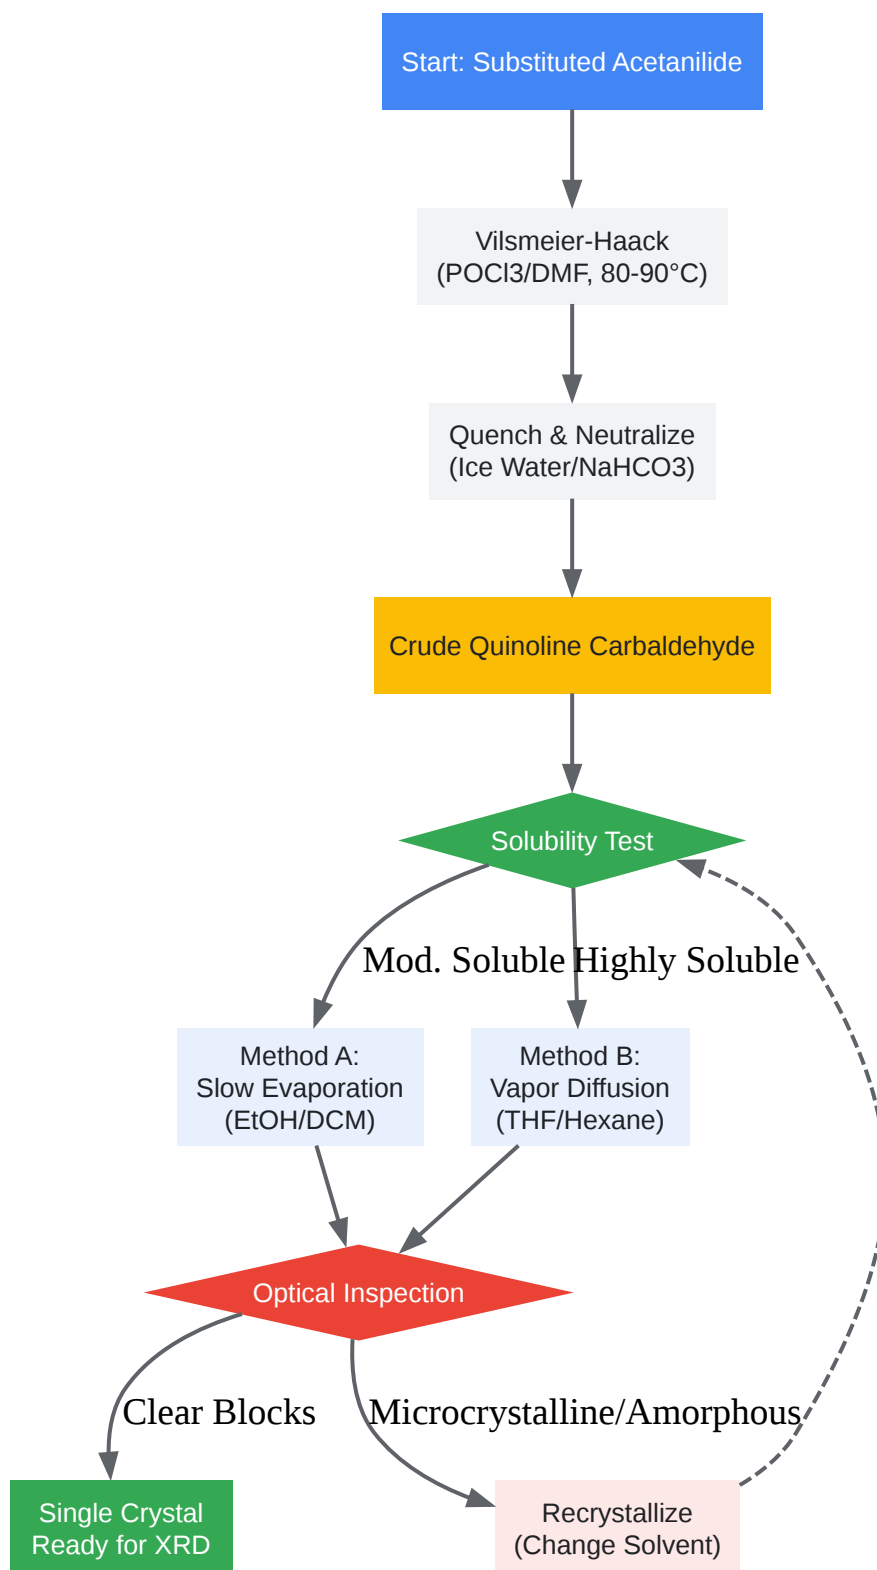 Start: Substituted Acetanilide
Vilsmeier-Haack
(POCl3/DMF, 80-90°C)
Quench & Neutralize
(Ice Water/NaHCO3)
Crude Quinoline Carbaldehyde
Solubility Test
Mod. Soluble
Highly Soluble
Method A:
Slow Evaporation
(EtOH/DCM)
Method B:
Vapor Diffusion
(THF/Hexane)
Optical Inspection
Clear Blocks
Microcrystalline/Amorphous
Single Crystal
Ready for XRD
Recrystallize
(Change Solvent)